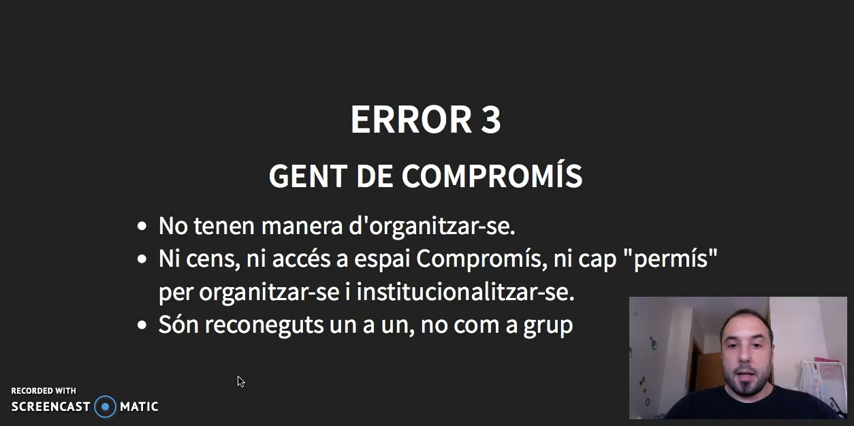 ERROR 3
GENT DE COMPROMÍS
• No tenen manera d'organitzar-se.
• Ni cens, ni accés a espai Compromís, ni cap "permís"
per organitzar-se i institucionalitzar-se.
• Són reconeguts un a un, no com a grup
RECORDED WITH
SCREENCAST MATIC